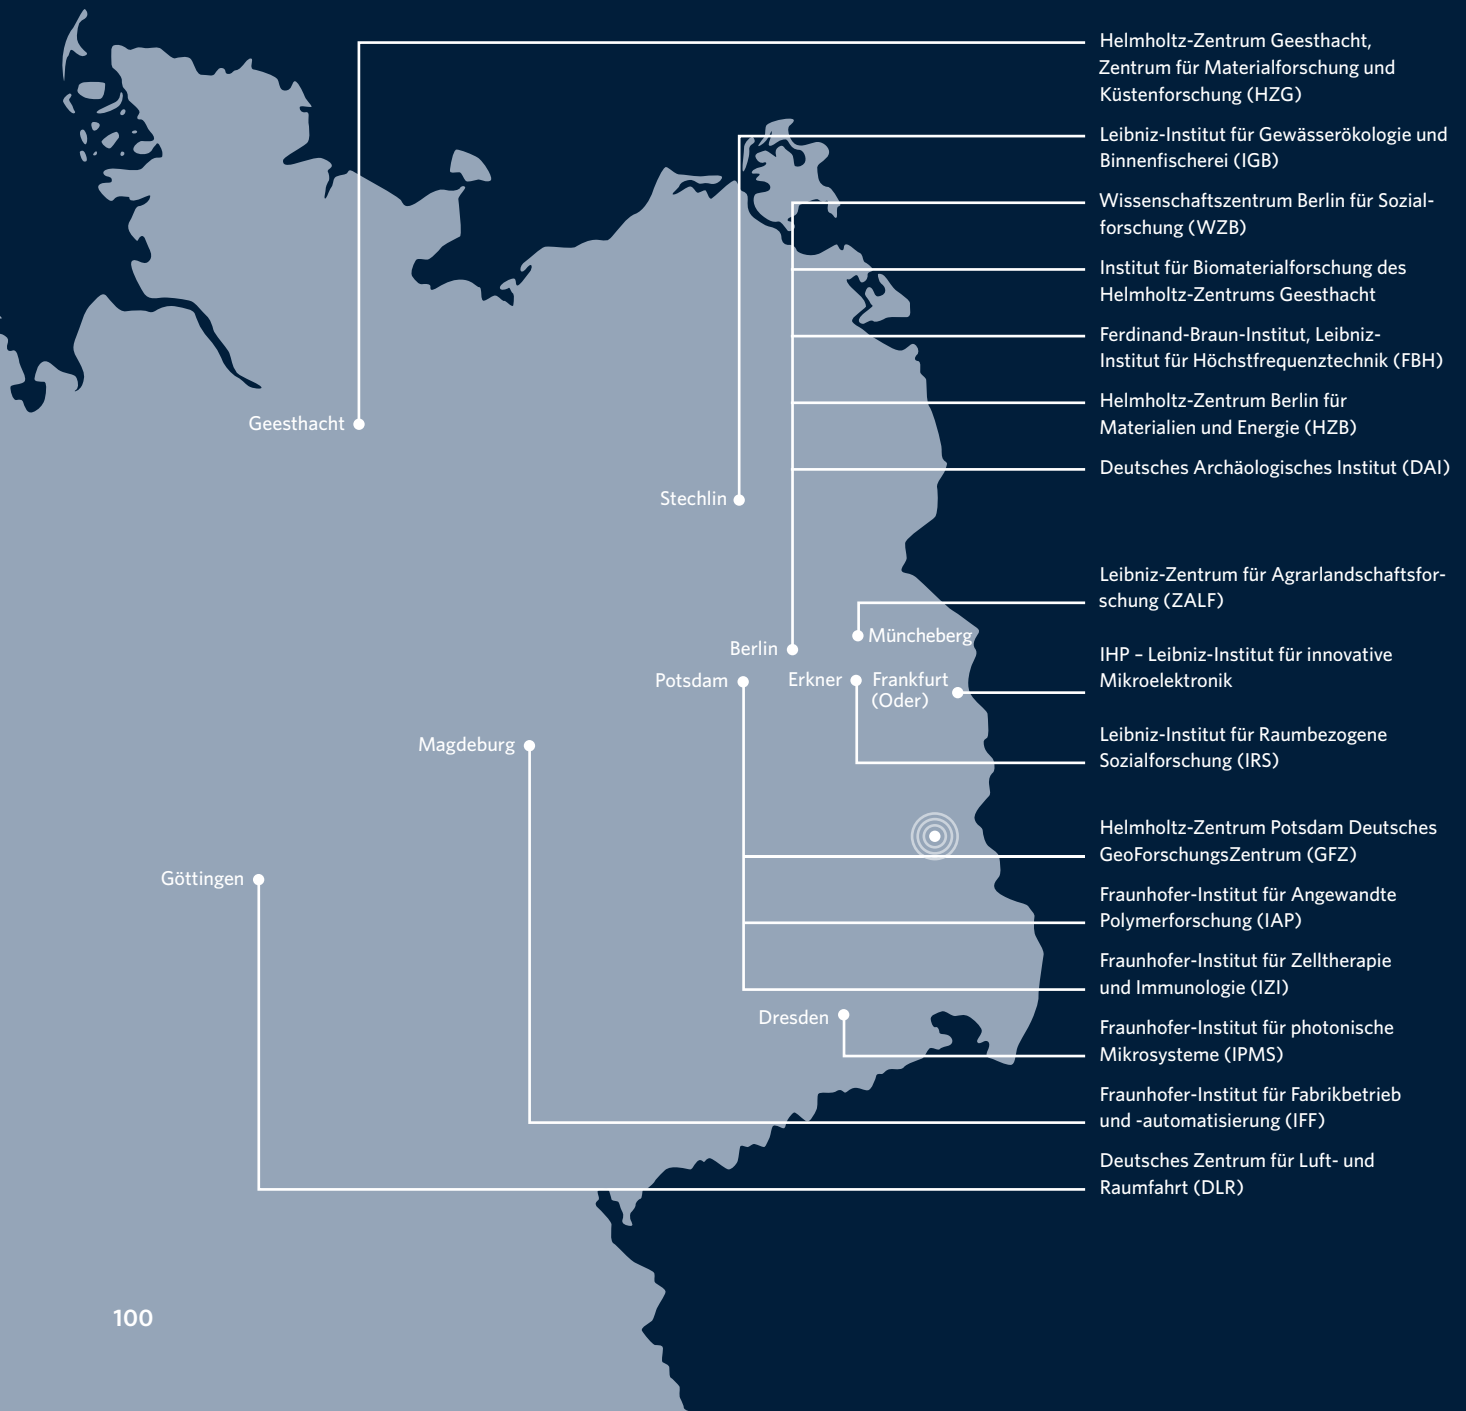 Helmholtz-Zentrum Geesthacht,
Zentrum für Materialforschung und
Küstenforschung (HZG)
Leibniz-Institut für Gewässerökologie und
Binnenfischerei (IGB)
Wissenschaftszentrum Berlin für Sozial-
forschung (WZB)
Institut für Biomaterialforschung des
Helmholtz-Zentrums Geesthacht
Ferdinand-Braun-Institut, Leibniz-
Institut für Höchstfrequenztechnik (FBH)
Helmholtz-Zentrum Berlin für
Materialien und Energie (HZB)
Deutsches Archäologisches Institut (DAI)
Leibniz-Zentrum für Agrarlandschaftsfor-
schung (ZALF)
IHP – Leibniz-Institut für innovative
Mikroelektronik
Leibniz-Institut für Raumbezogene
Sozialforschung (IRS)
Helmholtz-Zentrum Potsdam Deutsches
GeoForschungsZentrum (GFZ)
Fraunhofer-Institut für Angewandte
Polymerforschung (IAP)
Fraunhofer-Institut für Zelltherapie
und Immunologie (IZI)
Fraunhofer-Institut für photonische
Mikrosysteme (IPMS)
Fraunhofer-Institut für Fabrikbetrieb
und -automatisierung (IFF)
Deutsches Zentrum für Luft- und
Raumfahrt (DLR)
Geesthacht
Stechlin
Müncheberg
Berlin
Potsdam
Erkner
Frankfurt
(Oder)
Magdeburg
Göttingen
Dresden
100